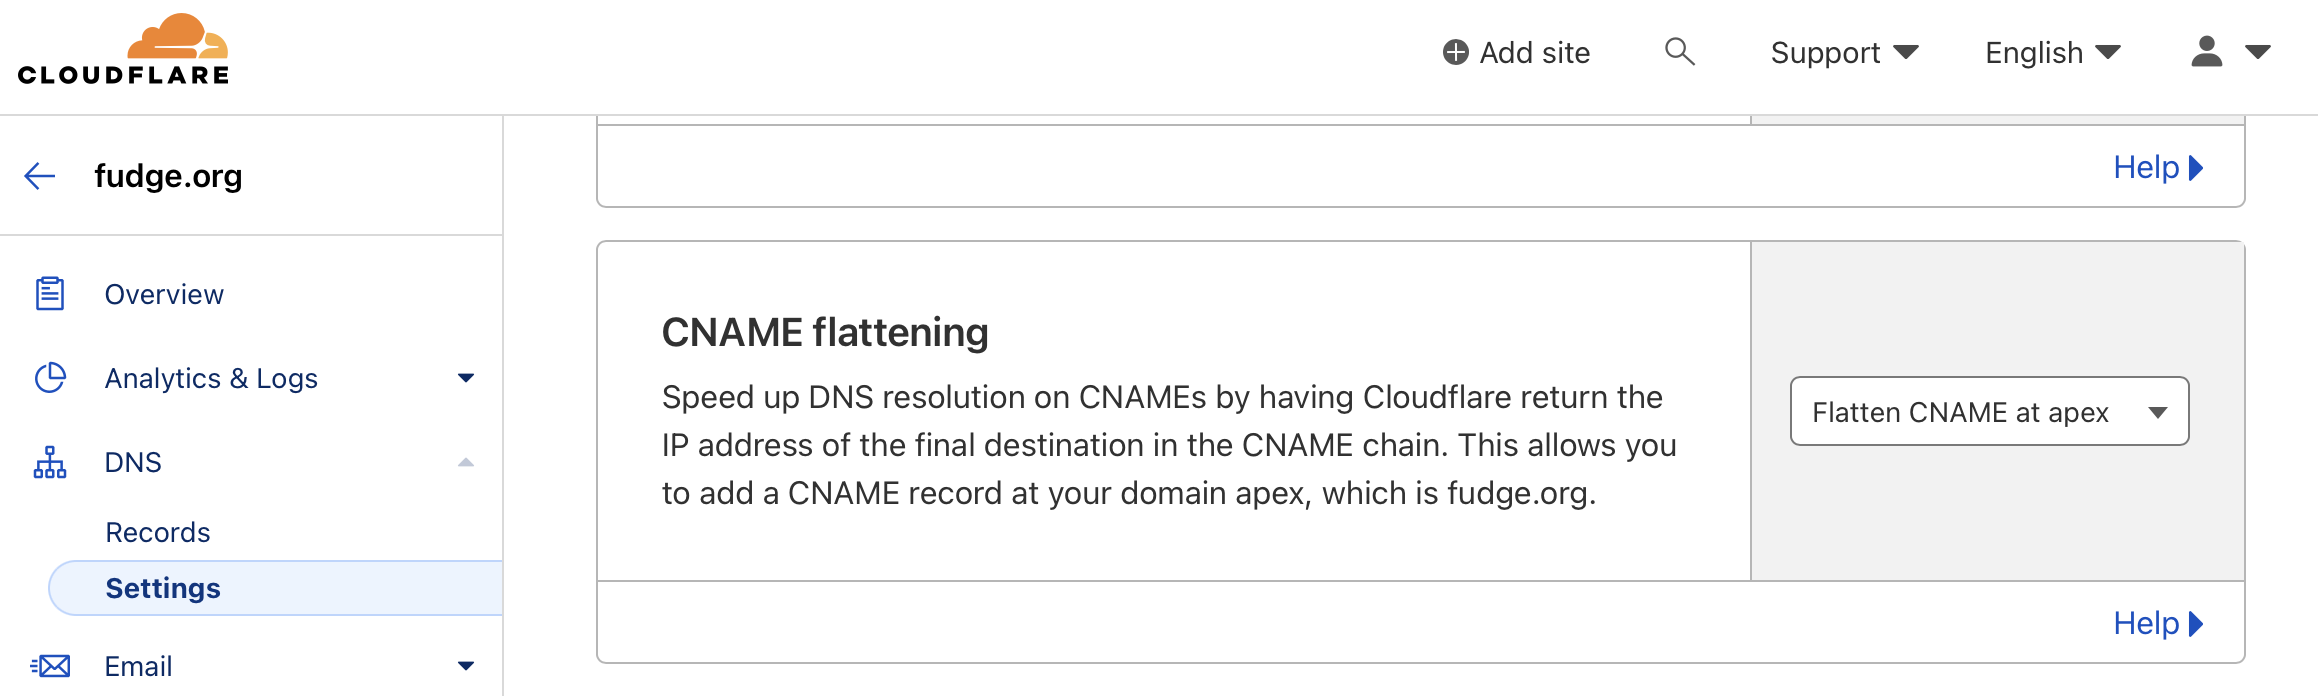 CLOUDFLARE
Add site
Support
English
fudge.org
Overview
Analytics & Logs
DNS
Records
Settings
Email
Help
CNAME flattening
Speed up DNS resolution on CNAMEs by having Cloudflare return the
IP address of the final destination in the CNAME chain. This allows you
to add a CNAME record at your domain apex, which is fudge.org.
Flatten CNAME at apex
Help